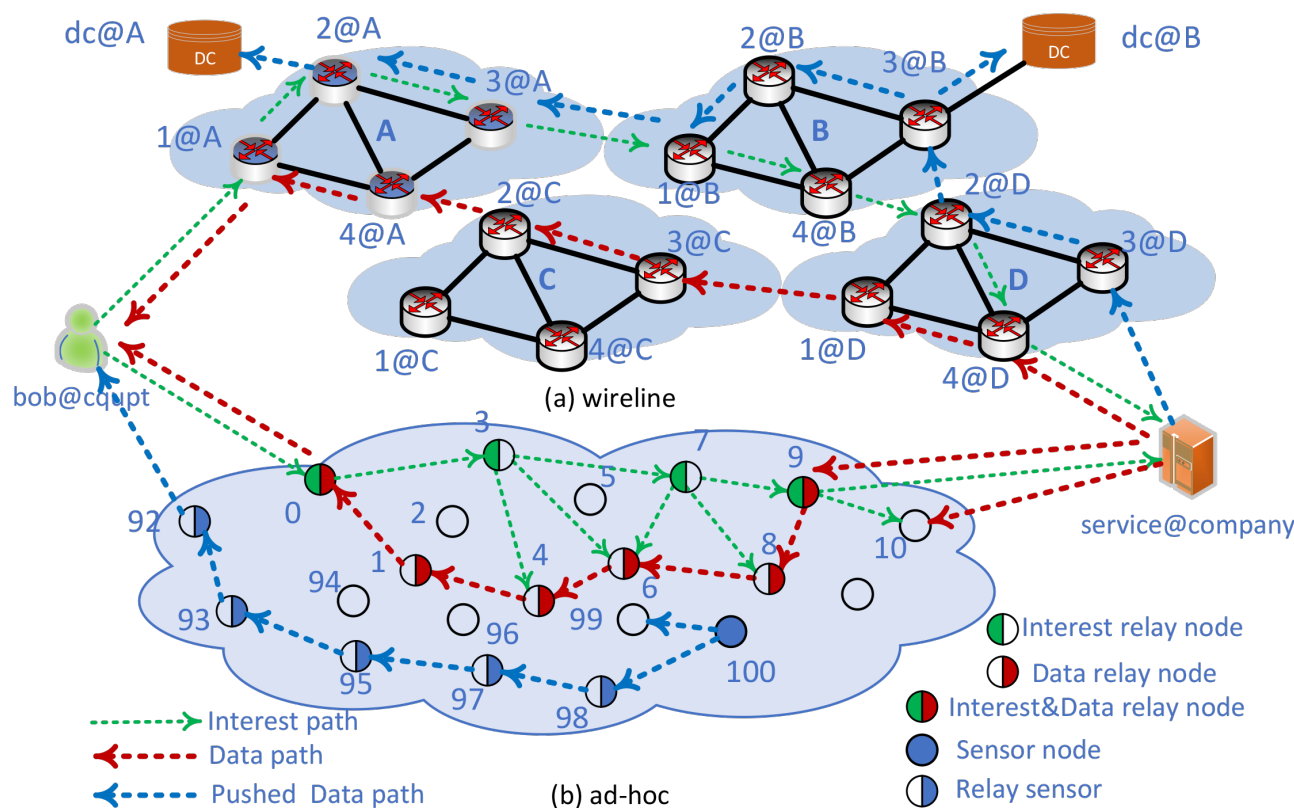 dc@A
DC
2@A
3@A
1@A
A
4@A
2@B
3@B
dc@B
DC
B
1@B
4@B
2@C
3@C
C
1@C
4@C
2@D
3@D
D
1@D
4@D
bob@cqupt
(a) wireline
service@company
3
7
9
5
0
2
10
92
1
4
6
8
94
93
96
99
100
95
97
98
Interest path
Data path
Pushed Data path
(b) ad-hoc
Interest relay node
Data relay node
Interest&Data relay node
Sensor node
Relay sensor